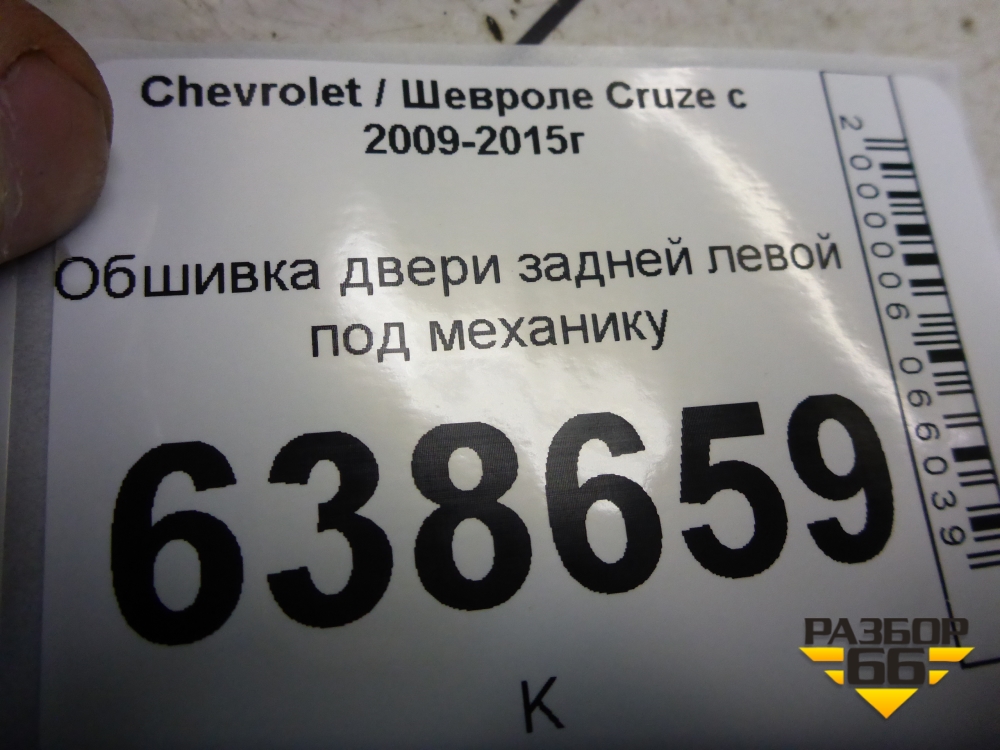 Chevrolet / Шевроле Cruze с
2009-2015г
Обшивка двери задней левой
под механику
638659
К
2000006066039
РАЗБОР
66